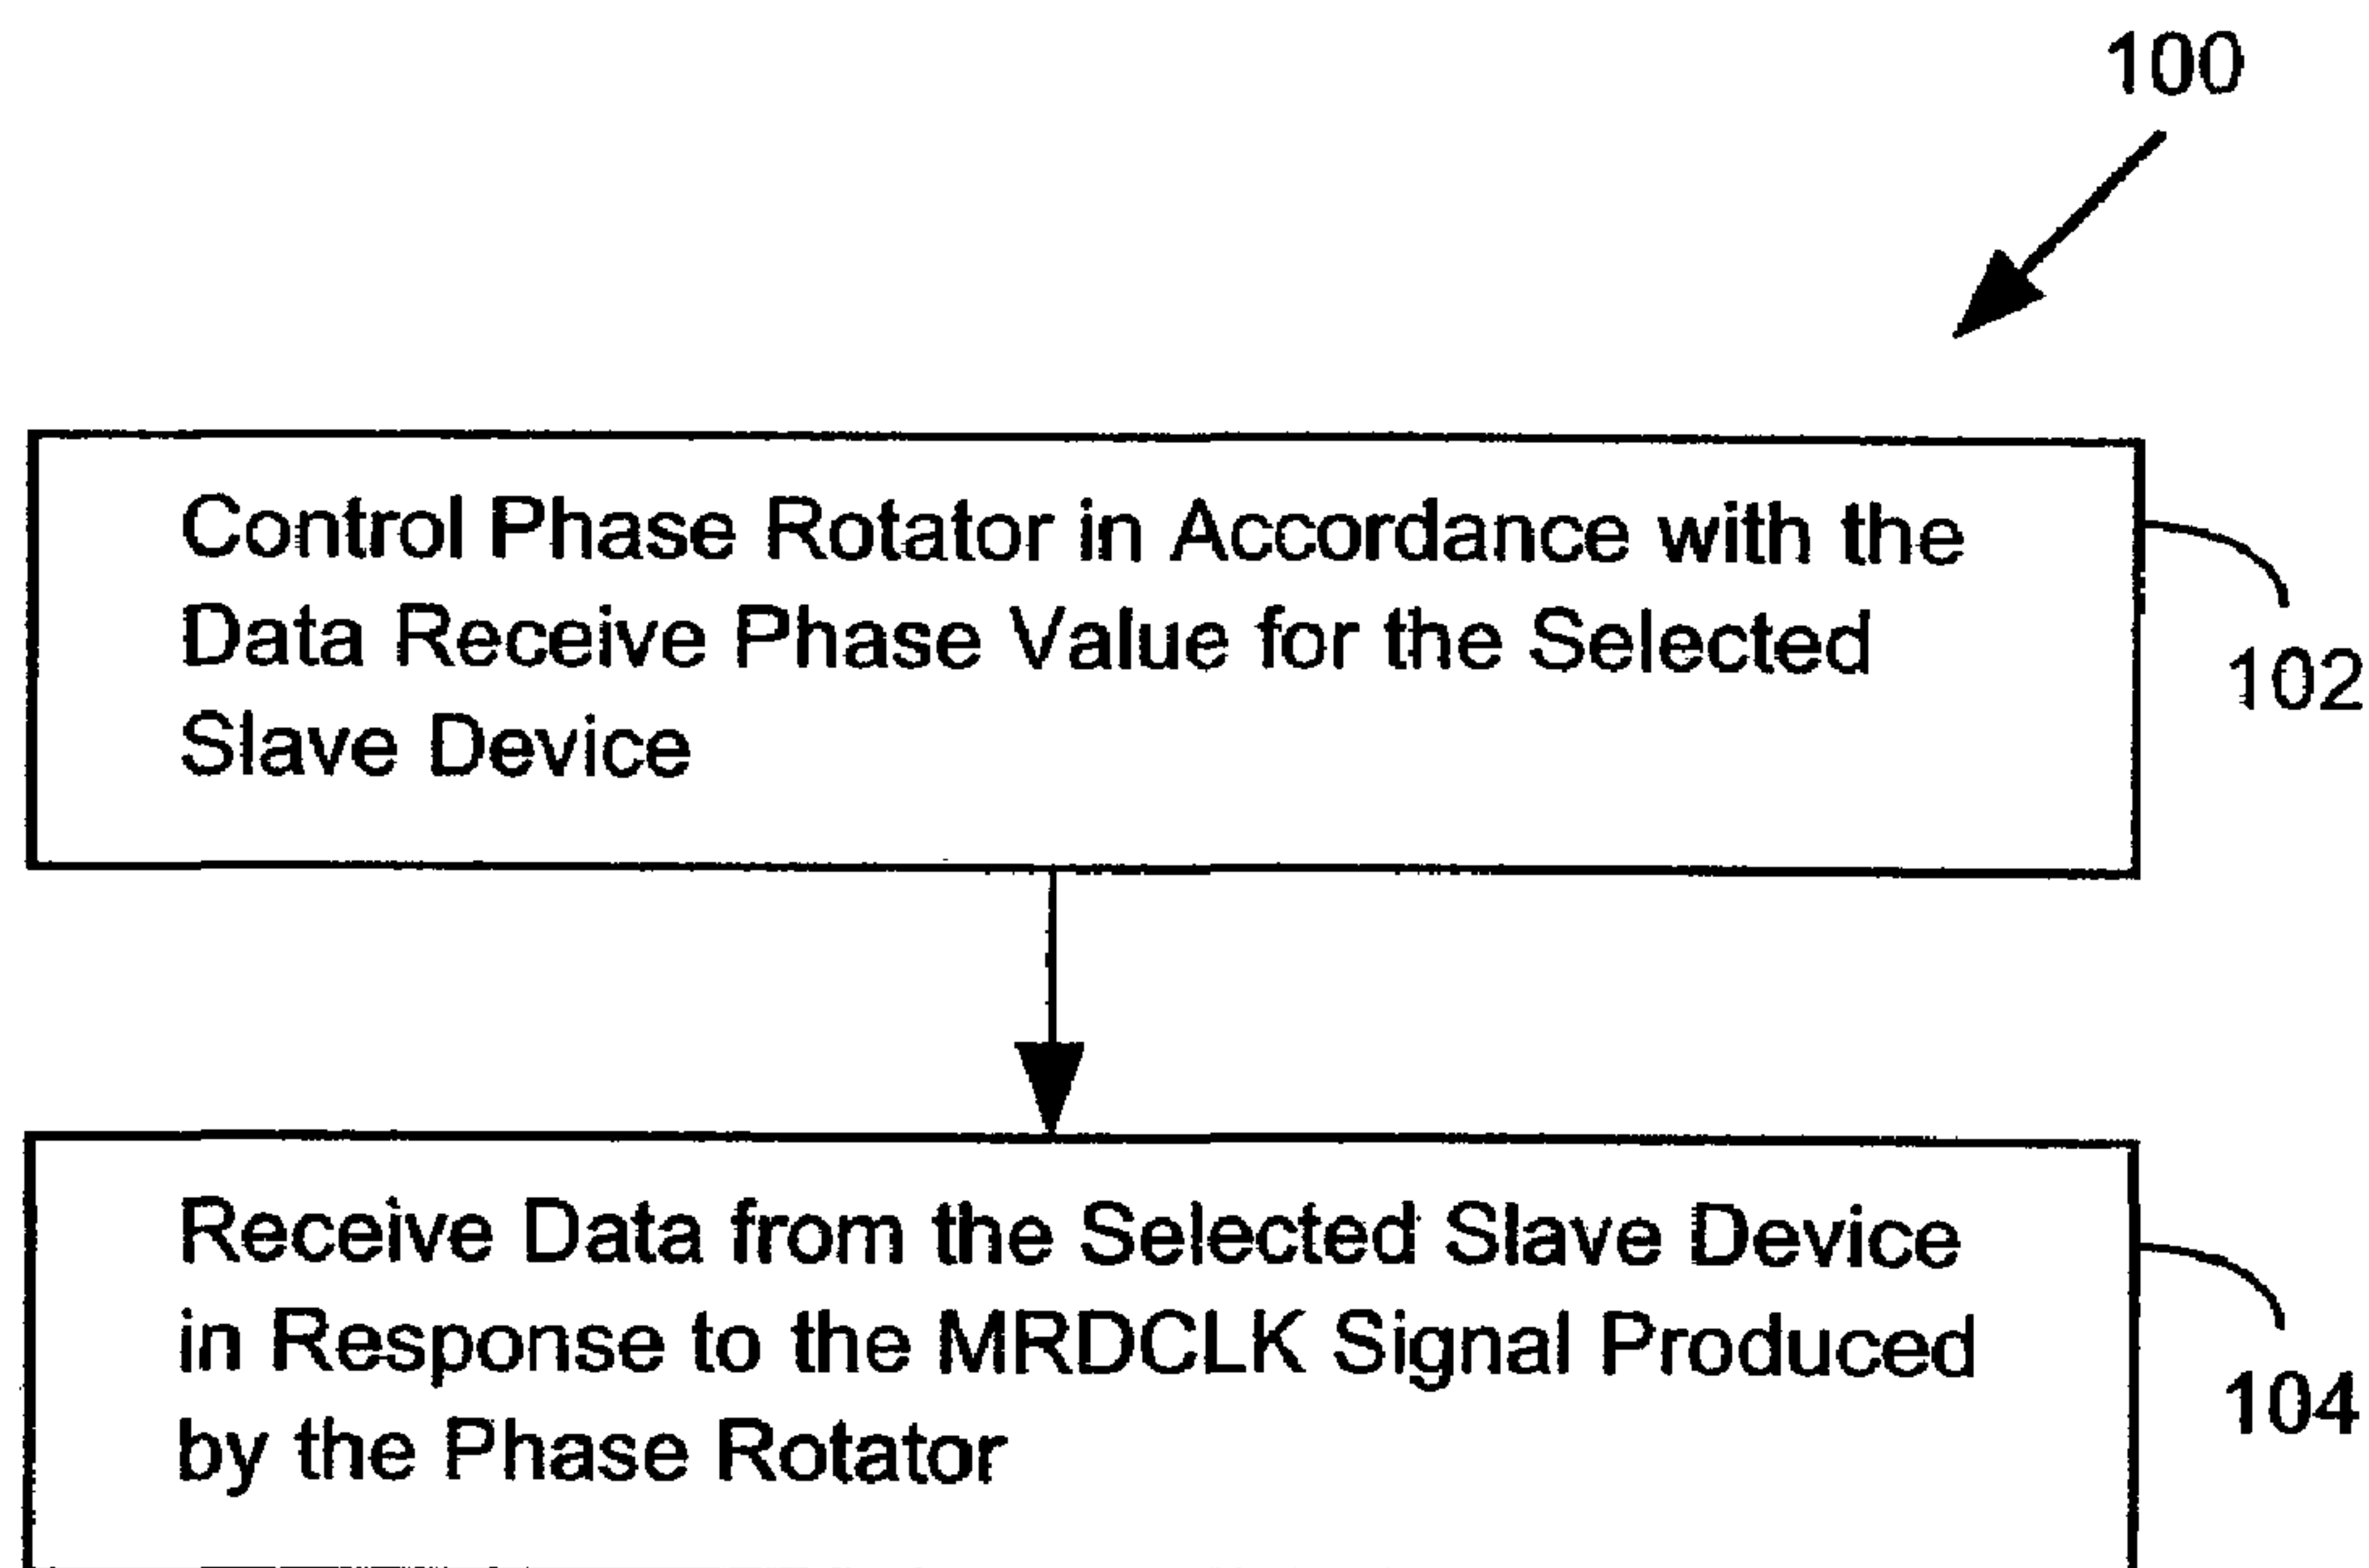 100
Control Phase Rotator in Accordance with the
Data Receive Phase Value for the Selected
Slave Device
102
Receive Data from the Selected Slave Device
in Response to the MRDCLK Signal Produced
by the Phase Rotator
104